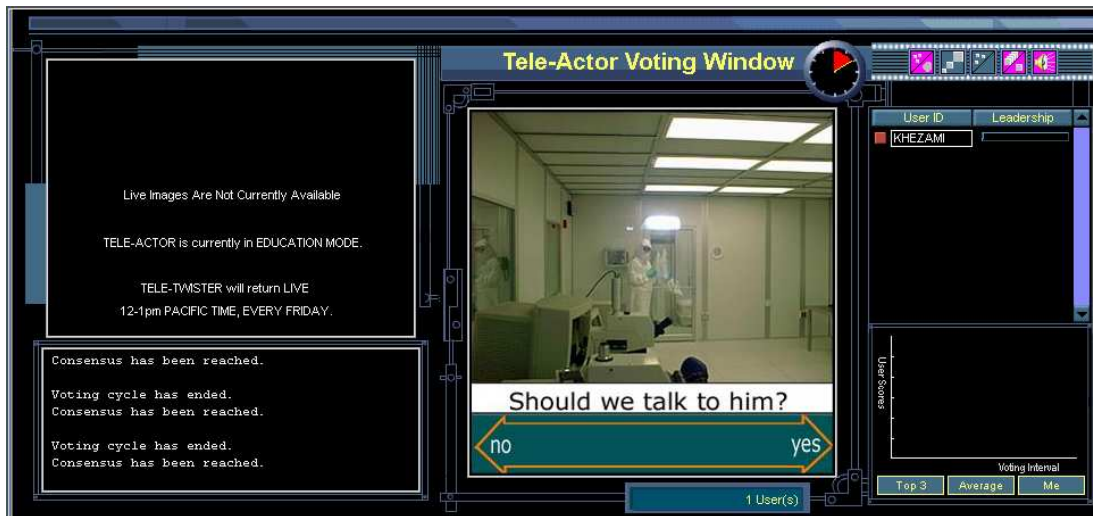 Tele-Actor Voting Window
Live Images Are Not Currently Available
TELE-ACTOR is currently in EDUCATION MODE.
TELE-TWISTER will return LIVE
12-1pm PACIFIC TIME, EVERY FRIDAY.
Consensus has been reached.
Voting cycle has ended.
Consensus has been reached.
Voting cycle has ended.
Consensus has been reached.
Should we talk to him?
no yes
1 User(s)
User ID Leadership
KHEZAMI
User Scores
Voting Interval
Top 3 Average Me